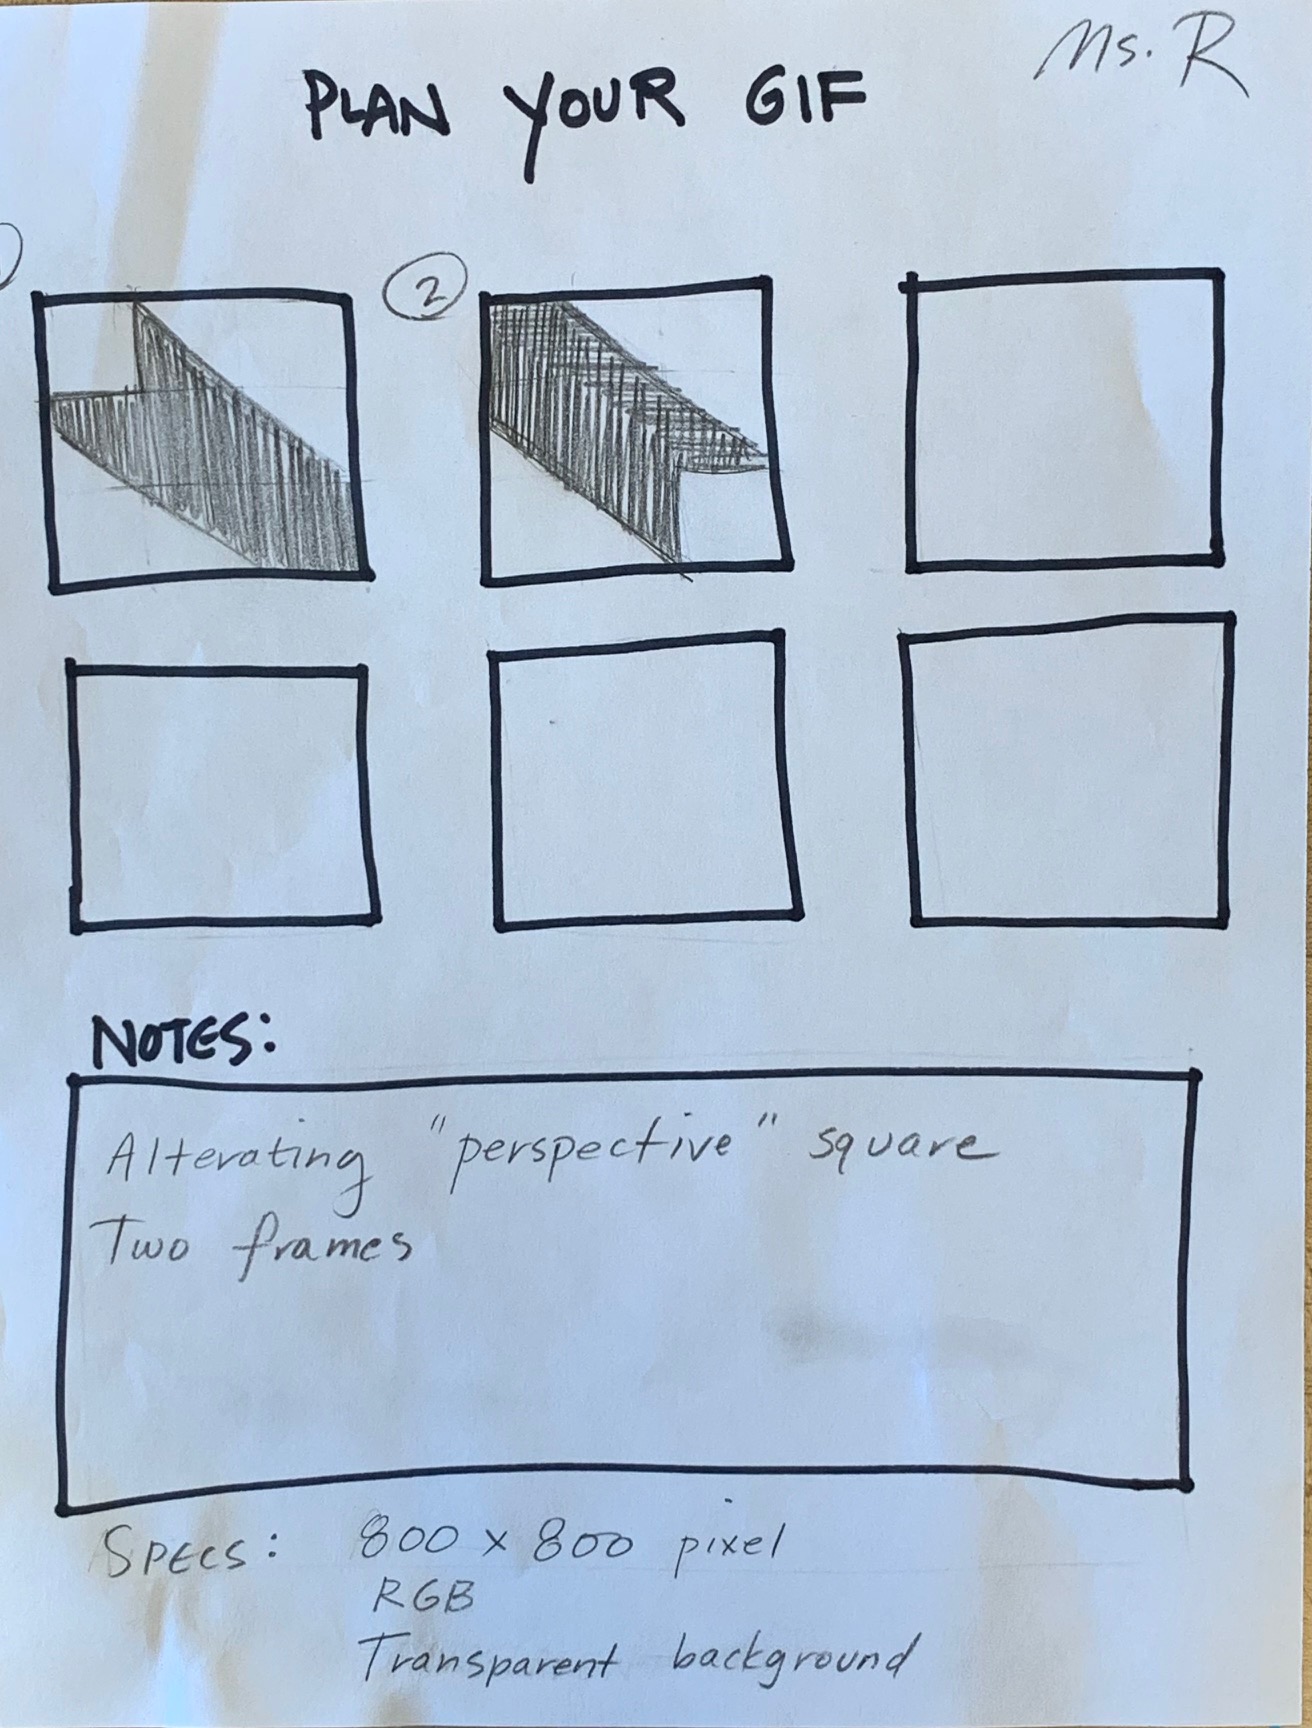 Ms. R
PLAN YOUR GIF
2
NOTES:
Alterating "perspective" square
Two frames
SPECS: 800 x 800 pixel
RGB
Transparent background